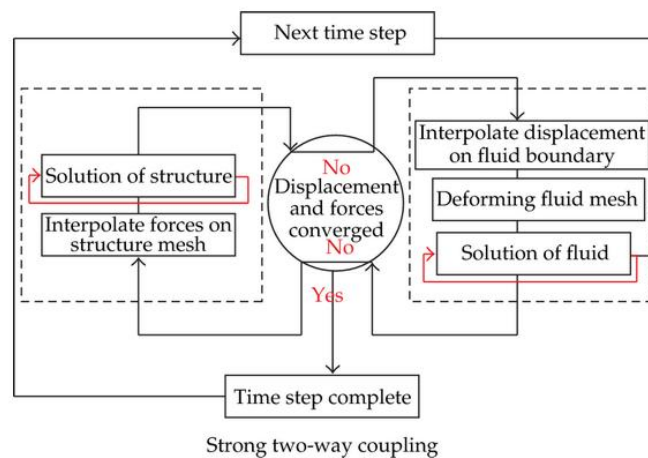 Next time step
Solution of structure
Interpolate forces on
structure mesh
No
Displacement
and forces
converged
No
Yes
Interpolate displacement
on fluid boundary
Deforming fluid mesh
Solution of fluid
Time step complete
Strong two-way coupling